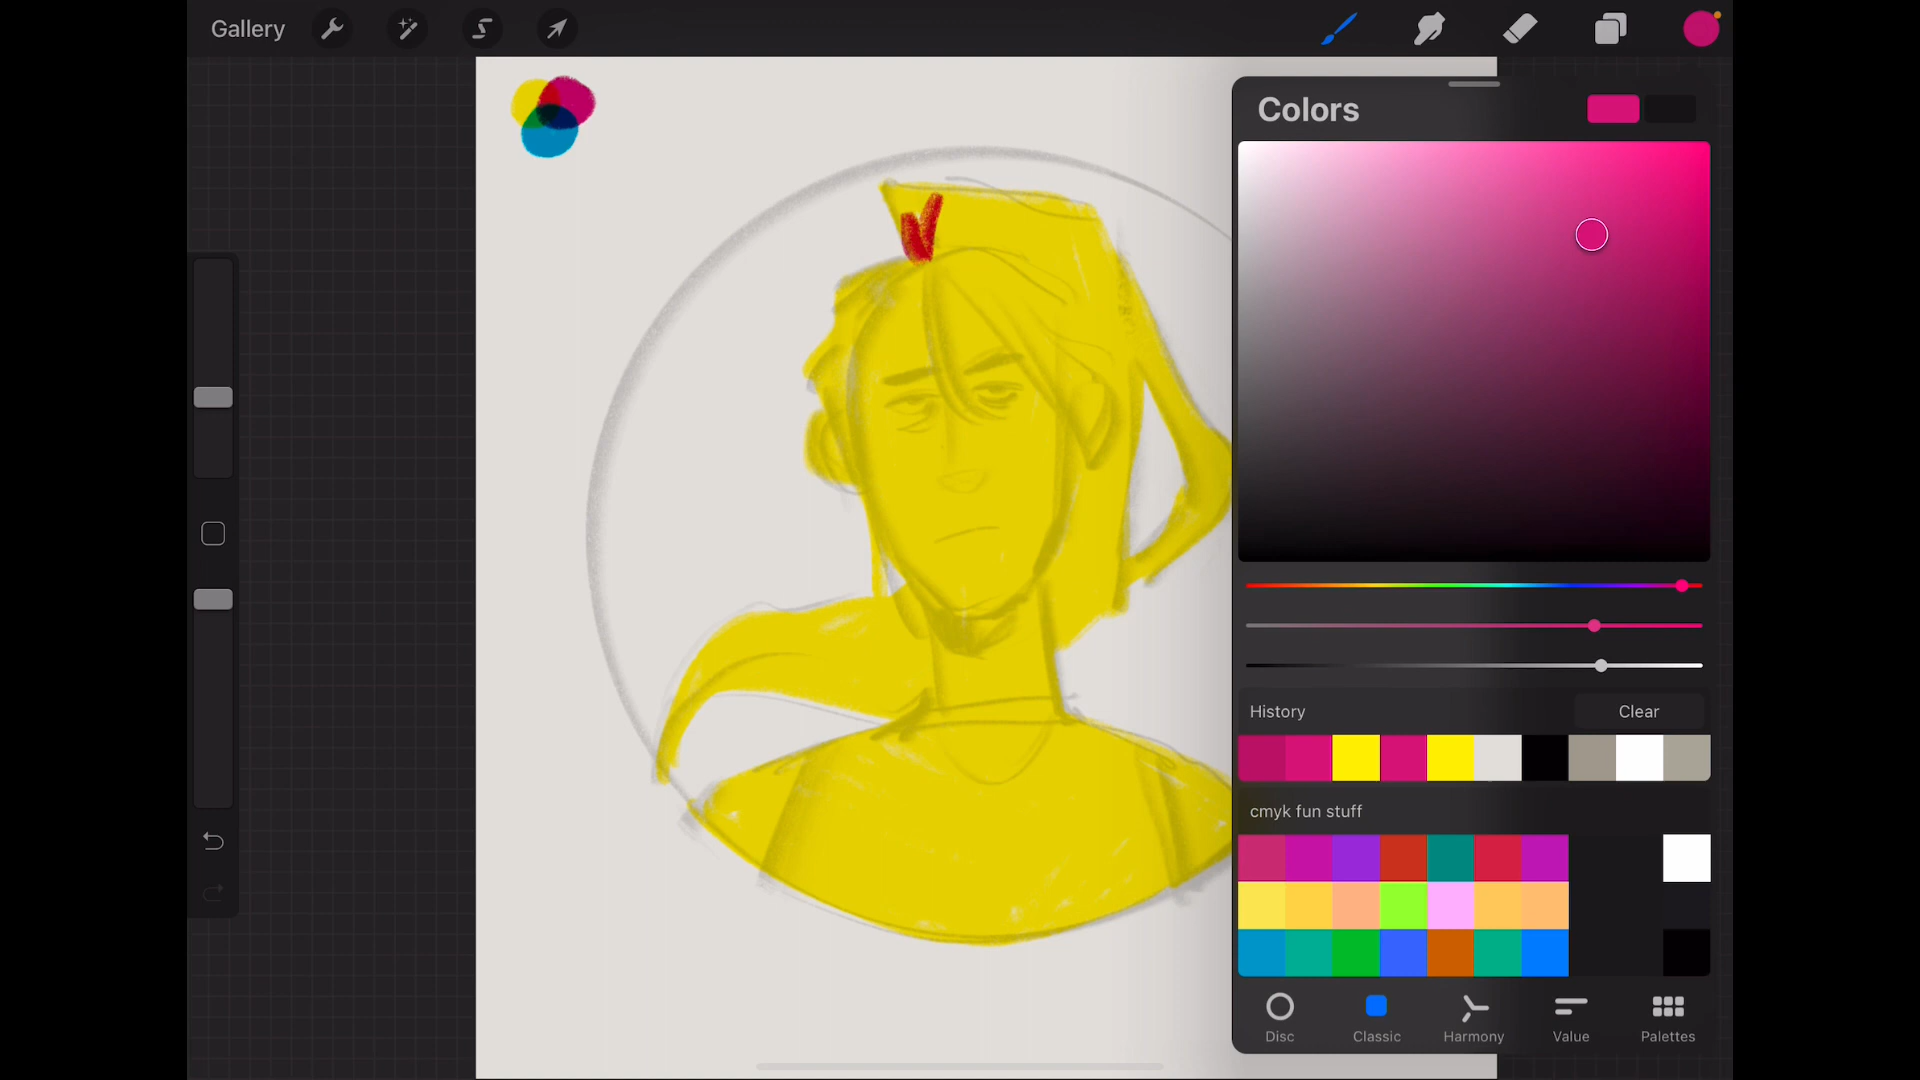 Gallery
Colors
History
Clear
cmyk fun stuff
Disc
Classic
Harmony
Value
Palettes